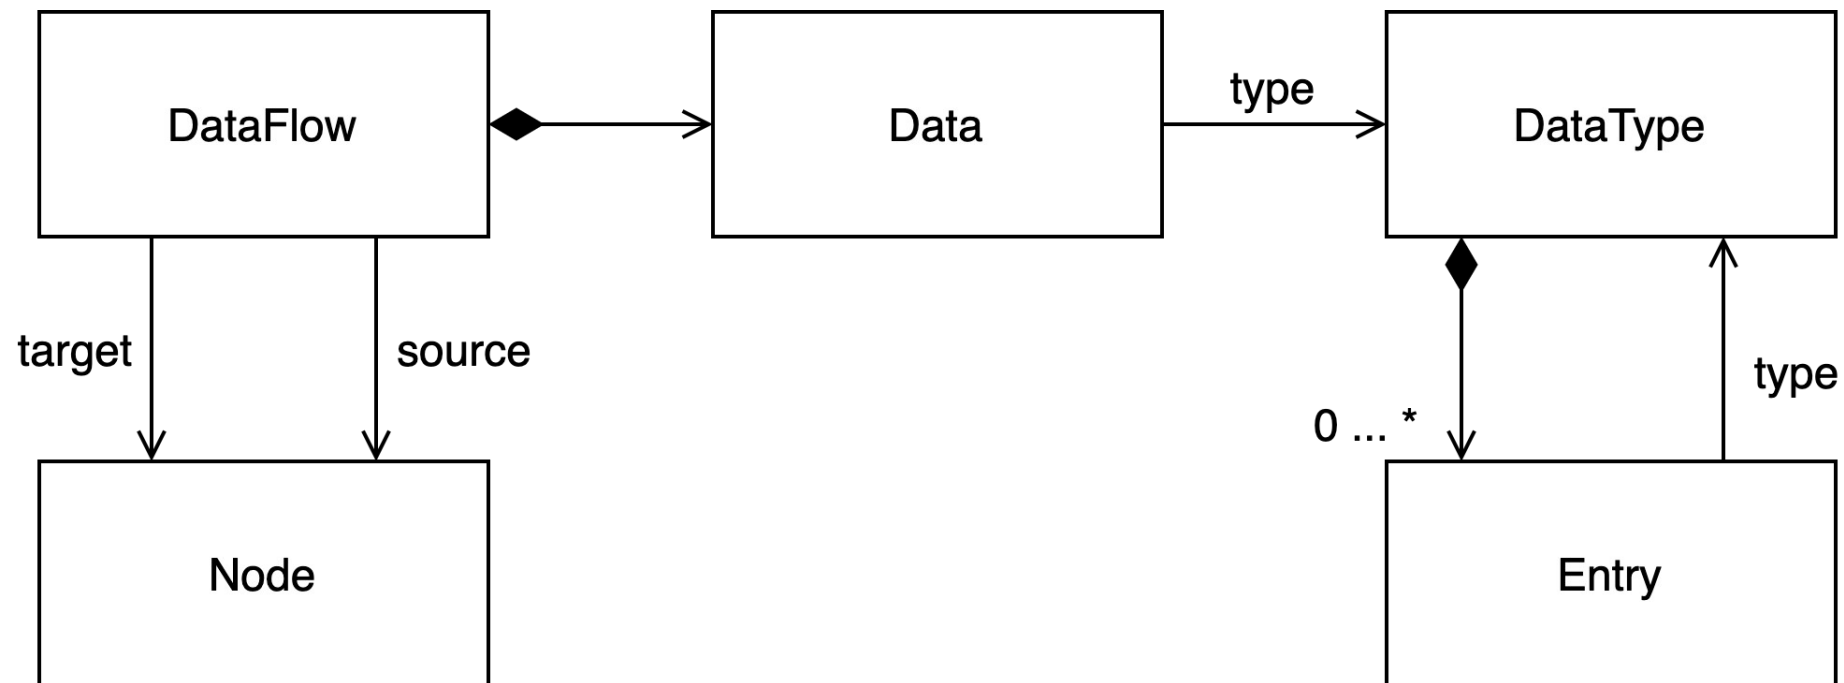 DataFlow
Data
type
DataType
target
source
0 ... *
type
Node
Entry